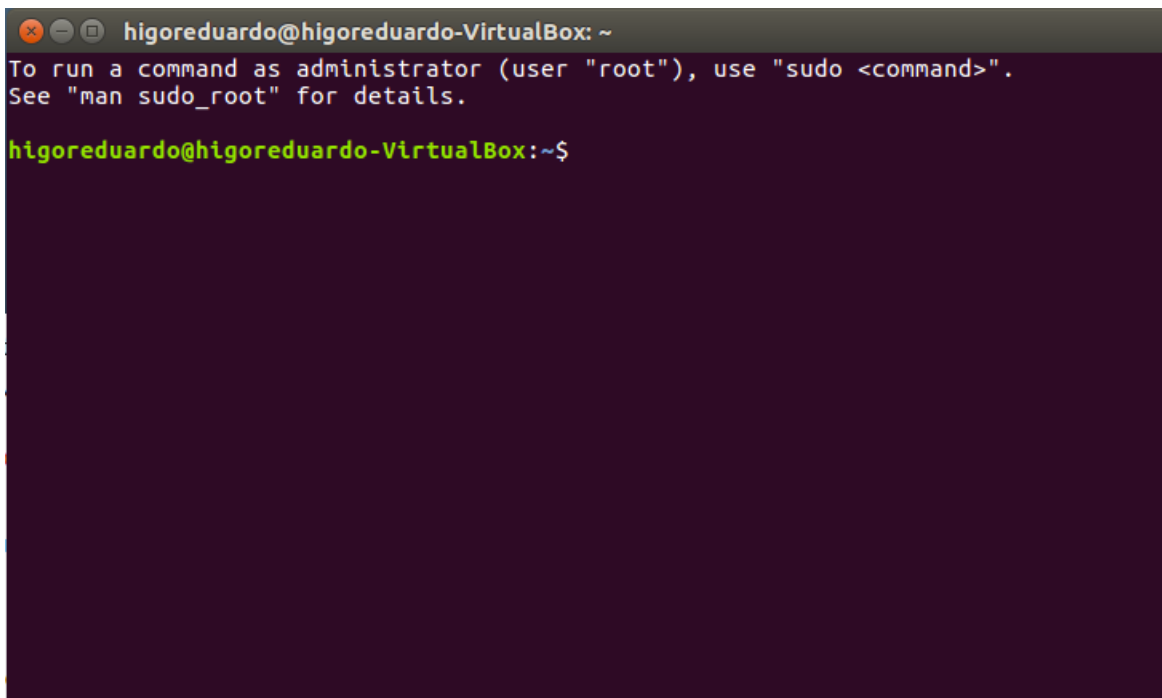 higoreduardo@higoreduardo-VirtualBox: ~
To run a command as administrator (user "root"), use "sudo <command>".
See "man sudo_root" for details.
higoreduardo@higoreduardo-VirtualBox:~$